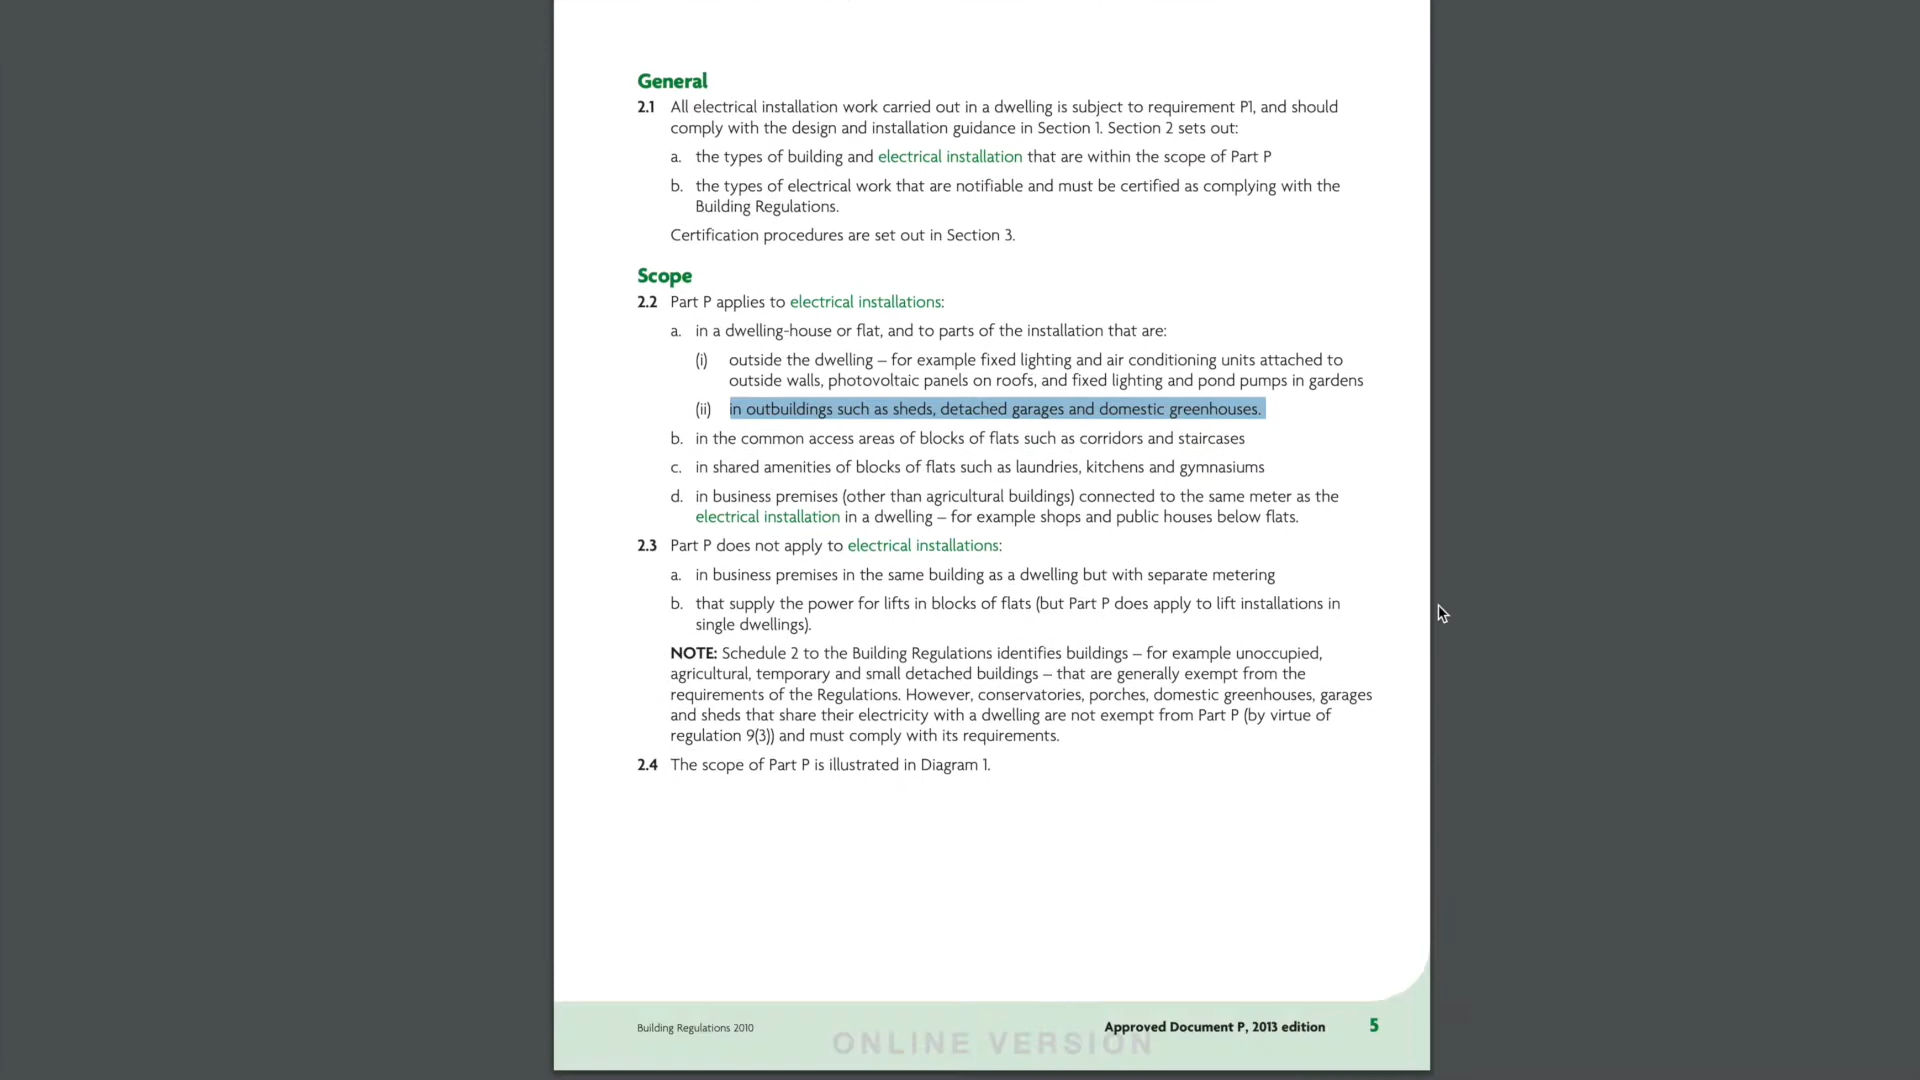 General
2.1 All electrical installation work carried out in a dwelling is subject to requirement P1, and should
comply with the design and installation guidance in Section 1. Section 2 sets out:
a. the types of building and electrical installation that are within the scope of Part P
b. the types of electrical work that are notifiable and must be certified as complying with the
Building Regulations.
Certification procedures are set out in Section 3.
Scope
2.2 Part P applies to electrical installations:
a. in a dwelling-house or flat, and to parts of the installation that are:
(i) outside the dwelling – for example fixed lighting and air conditioning units attached to
outside walls, photovoltaic panels on roofs, and fixed lighting and pond pumps in gardens
(ii) in outbuildings such as sheds, detached garages and domestic greenhouses.
b. in the common access areas of blocks of flats such as corridors and staircases
c. in shared amenities of blocks of flats such as laundries, kitchens and gymnasiums
d. in business premises (other than agricultural buildings) connected to the same meter as the
electrical installation in a dwelling – for example shops and public houses below flats.
2.3 Part P does not apply to electrical installations:
a. in business premises in the same building as a dwelling but with separate metering
b. that supply the power for lifts in blocks of flats (but Part P does apply to lift installations in
single dwellings).
NOTE: Schedule 2 to the Building Regulations identifies buildings – for example unoccupied,
agricultural, temporary and small detached buildings – that are generally exempt from the
requirements of the Regulations. However, conservatories, porches, domestic greenhouses, garages
and sheds that share their electricity with a dwelling are not exempt from Part P (by virtue of
regulation 9(3)) and must comply with its requirements.
2.4 The scope of Part P is illustrated in Diagram 1.
Building Regulations 2010 Approved Document P, 2013 edition 5
ONLINE VERSION